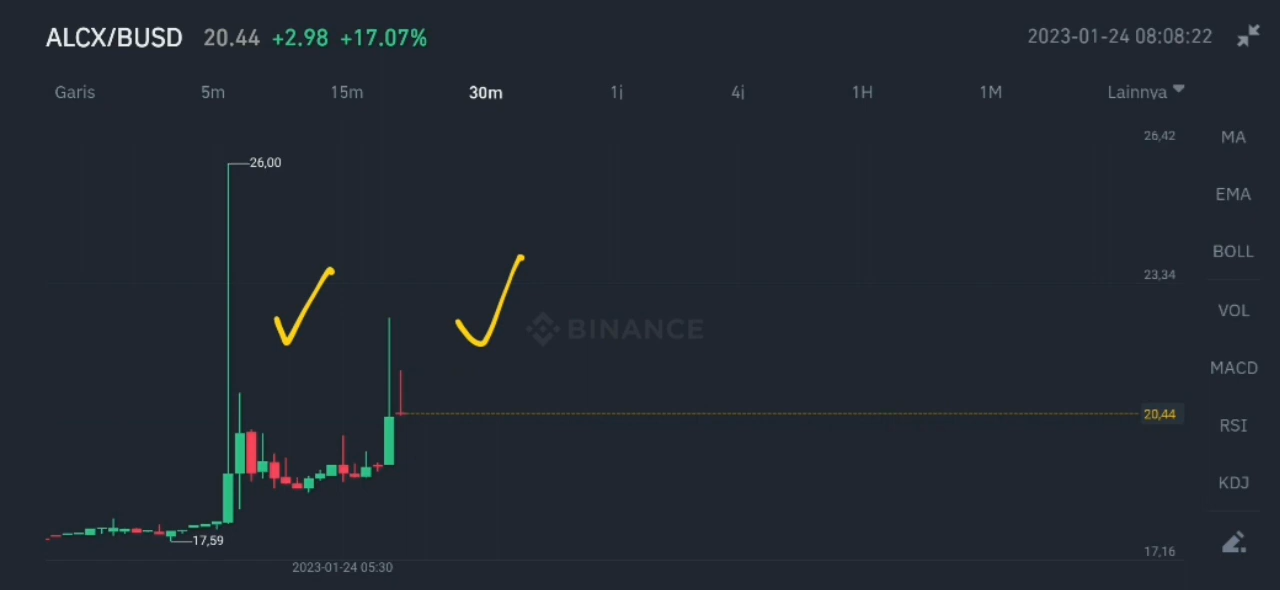 ALCX/BUSD 20.44 +2.98 +17.07% 2023-01-24 08:08:22
Garis 5m 15m 30m 1j 4j 1H 1M Lainnya
26,42
MA
26,00
EMA
BOLL
23,34
VOL
BINANCE
MACD
20,44
RSI
KDJ
17,59
17,16
2023-01-24 05:30